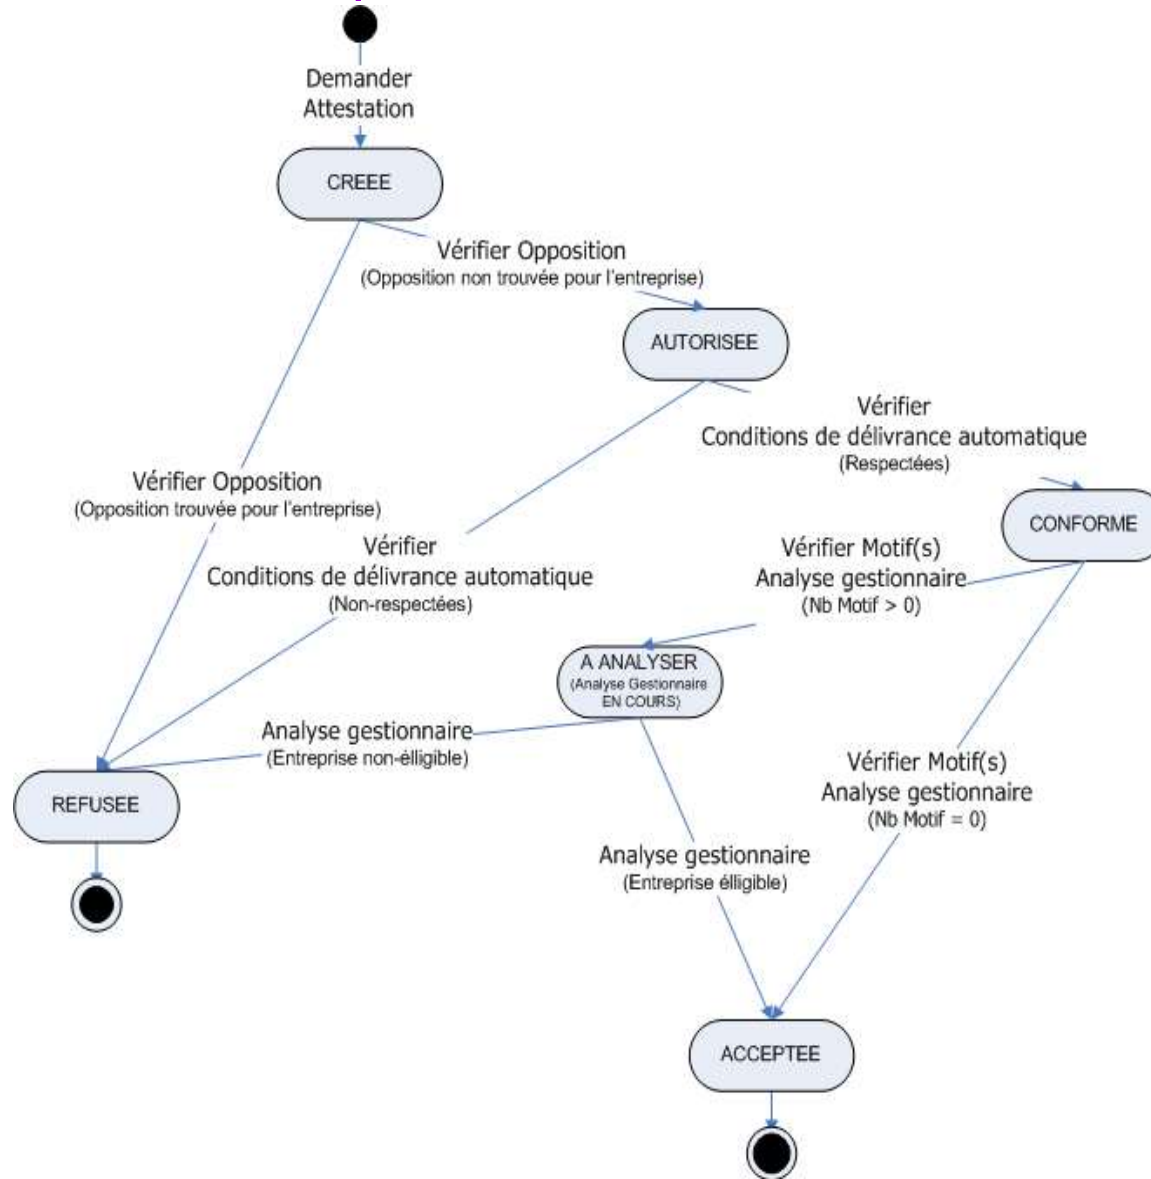 Demander
Attestation
CREEE
Vérifier Opposition
(Opposition non trouvée pour l'entreprise)
AUTORISEE
Vérifier
Conditions de délivrance automatique
(Respectées)
Vérifier Opposition
(Opposition trouvée pour l'entreprise)
CONFORME
Vérifier
Conditions de délivrance automatique
(Non-respectées)
Vérifier Motif(s)
Analyse gestionnaire
(Nb Motif > 0)
A ANALYSER
(Analyse Gestionnaire
EN COURS)
Analyse gestionnaire
(Entreprise non-élligible)
REFUSEE
Vérifier Motif(s)
Analyse gestionnaire
(Nb Motif = 0)
Analyse gestionnaire
(Entreprise élligible)
ACCEPTEE